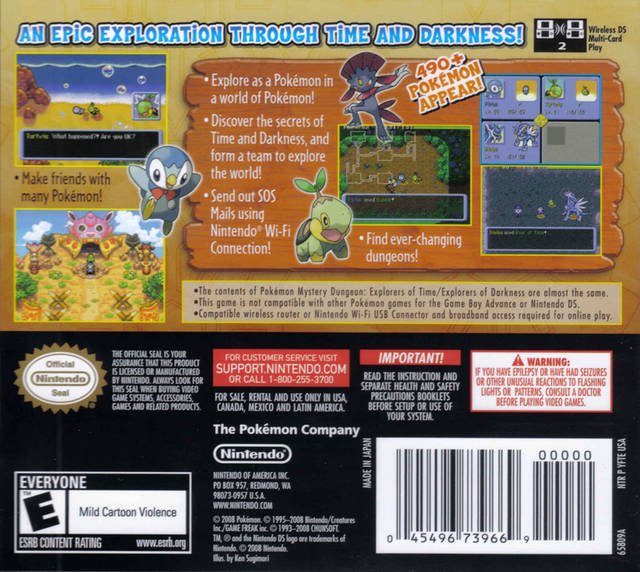 AN EPIC EXPLORATION THROUGH TIME AND DARKNESS!
2
Wireless DS
Multi-Card
Play
Turtwig: What happened?! Are you OK?
• Make friends with
many Pokémon!
• Explore as a Pokémon in
a world of Pokémon!
• Discover the secrets of
Time and Darkness, and
form a team to explore
the world!
• Send out SOS
Mails using
Nintendo® Wi-Fi
Connection!
490+
POKÉMON
APPEAR!
• Find ever-changing
dungeons!
•The contents of Pokémon Mystery Dungeon: Explorers of Time/Explorers of Darkness are almost the same.
•This game is not compatible with other Pokémon games for the Game Boy Advance or Nintendo DS.
•Compatible wireless router or Nintendo Wi-Fi USB Connector and broadband access required for online play.
Official
Nintendo
Seal
THE OFFICIAL SEAL IS YOUR
ASSURANCE THAT THIS PRODUCT
IS LICENSED OR MANUFACTURED
BY NINTENDO. ALWAYS LOOK FOR
THIS SEAL WHEN BUYING VIDEO
GAME SYSTEMS, ACCESSORIES,
GAMES AND RELATED PRODUCTS.
FOR CUSTOMER SERVICE VISIT
SUPPORT.NINTENDO.COM
OR CALL 1-800-255-3700
FOR SALE, RENTAL AND USE ONLY IN USA,
CANADA, MEXICO AND LATIN AMERICA.
IMPORTANT!
READ THE INSTRUCTION AND
SEPARATE HEALTH AND SAFETY
PRECAUTIONS BOOKLETS
BEFORE SETUP OR USE OF
YOUR SYSTEM.
WARNING:
IF YOU HAVE EPILEPSY OR HAVE HAD SEIZURES
OR OTHER UNUSUAL REACTIONS TO FLASHING
LIGHTS OR PATTERNS, CONSULT A DOCTOR
BEFORE PLAYING VIDEO GAMES.
The Pokémon Company
Nintendo
NINTENDO OF AMERICA INC.
PO BOX 957, REDMOND, WA
98073-0957 U.S.A.
WWW.NINTENDO.COM
© 2008 Pokémon. © 1995–2008 Nintendo/Creatures
Inc./GAME FREAK inc. © 1993–2008 CHUNSOFT.
TM, ® and the Nintendo DS logo are trademarks of
Nintendo. © 2008 Nintendo.
Illus. by Ken Sugimori
EVERYONE
E
Mild Cartoon Violence
ESRB CONTENT RATING
www.esrb.org
MADE IN JAPAN
00000
0 45496 73966 9
NTR P YFTE USA
65809A